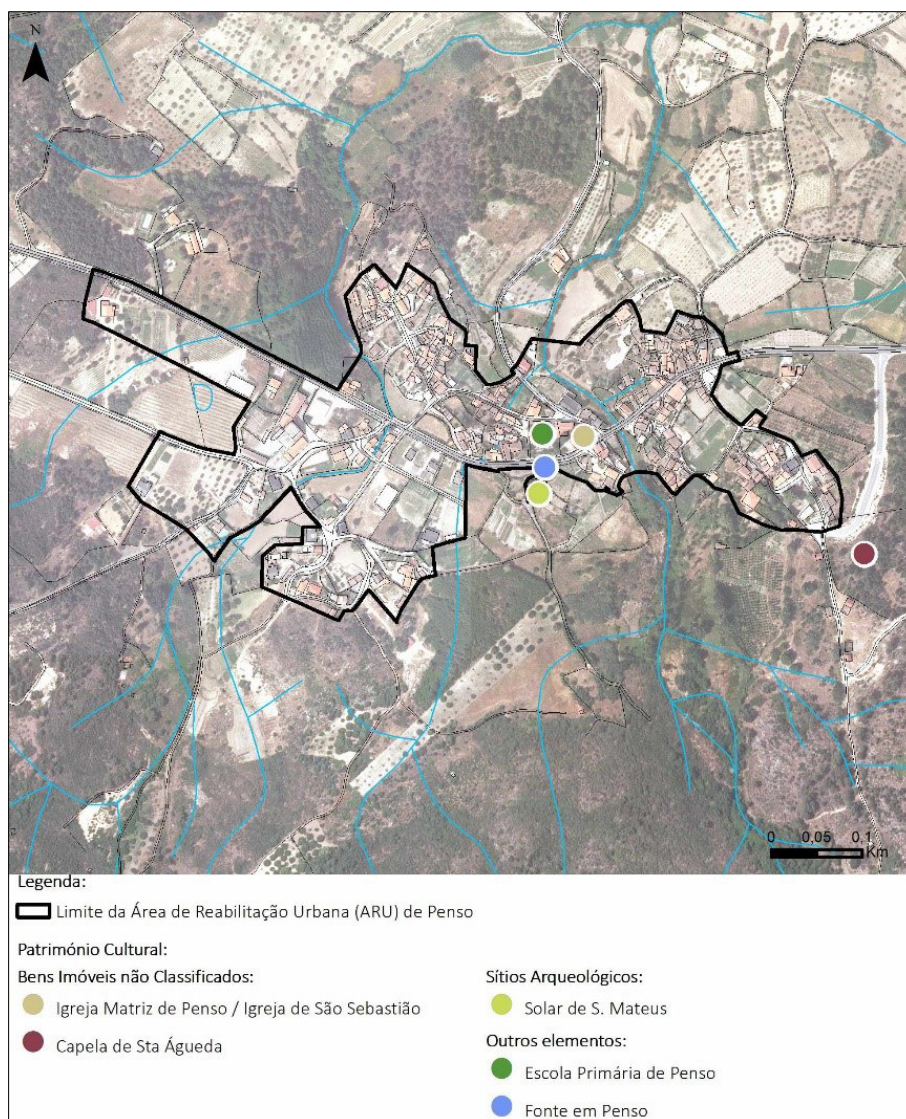 N
0 0,05 0,1
Km
Legenda:
Limite da Área de Reabilitação Urbana (ARU) de Penso
Património Cultural:
Bens Imóveis não Classificados:
Igreja Matriz de Penso / Igreja de São Sebastião
Capela de Sta Águeda
Sítios Arqueológicos:
Solar de S. Mateus
Outros elementos:
Escola Primária de Penso
Fonte em Penso